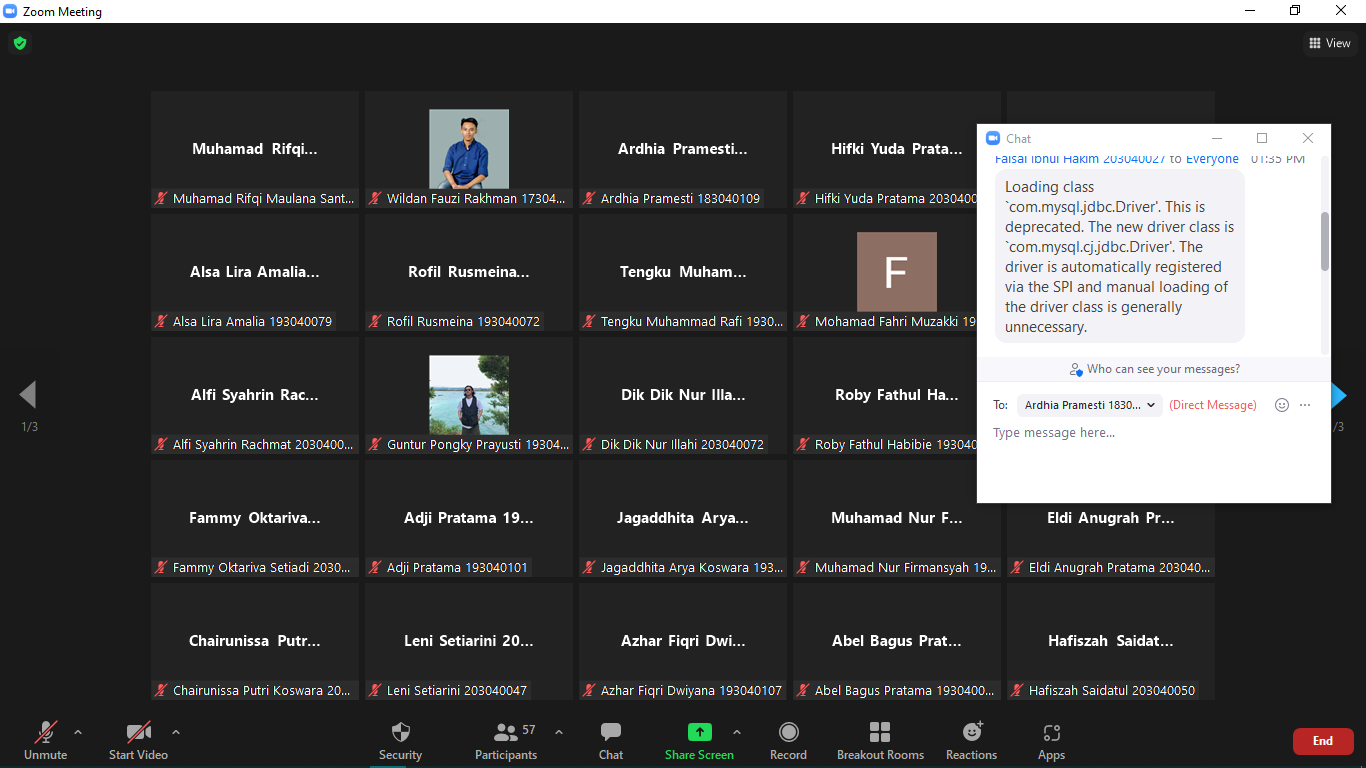 Zoom Meeting
View
Muhamad Rifqi...
Muhamad Rifqi Maulana Sant...
Wildan Fauzi Rakhman 17304...
Ardhia Pramesti...
Ardhia Pramesti 183040109
Hifki Yuda Prata...
Hifki Yuda Pratama 2030400
Alsa Lira Amalia...
Alsa Lira Amalia 193040079
Rofil Rusmeina...
Rofil Rusmeina 193040072
Tengku Muham...
Tengku Muhammad Rafi 1930...
F
Mohamad Fahri Muzakki 19
Alfi Syahrin Rac...
Alfi Syahrin Rachmat 2030400...
Guntur Pongky Prayusti 19304...
Dik Dik Nur Illa...
Dik Dik Nur Illahi 203040072
Roby Fathul Ha...
Roby Fathul Habibie 193040
Fammy Oktariva...
Fammy Oktariva Setiadi 2030...
Adji Pratama 19...
Adji Pratama 193040101
Jagaddhita Arya...
Jagaddhita Arya Koswara 193...
Muhamad Nur F...
Muhamad Nur Firmansyah 19...
Eldi Anugrah Pr...
Eldi Anugrah Pratama 203040...
Chairunissa Putr...
Chairunissa Putri Koswara 20...
Leni Setiarini 20...
Leni Setiarini 203040047
Azhar Fiqri Dwi...
Azhar Fiqri Dwiyana 193040107
Abel Bagus Prat...
Abel Bagus Pratama 1930400...
Hafiszah Saidat...
Hafiszah Saidatul 203040050
1/3
/3
Chat
Faisal Ibnul Hakim 203040027 to Everyone 01:35 PM
Loading class
`com.mysql.jdbc.Driver'. This is
deprecated. The new driver class is
`com.mysql.cj.jdbc.Driver'. The
driver is automatically registered
via the SPI and manual loading of
the driver class is generally
unnecessary.
Who can see your messages?
To: Ardhia Pramesti 1830... (Direct Message)
Type message here...
Unmute
Start Video
Security
57
Participants
Chat
Share Screen
Record
Breakout Rooms
Reactions
Apps
End